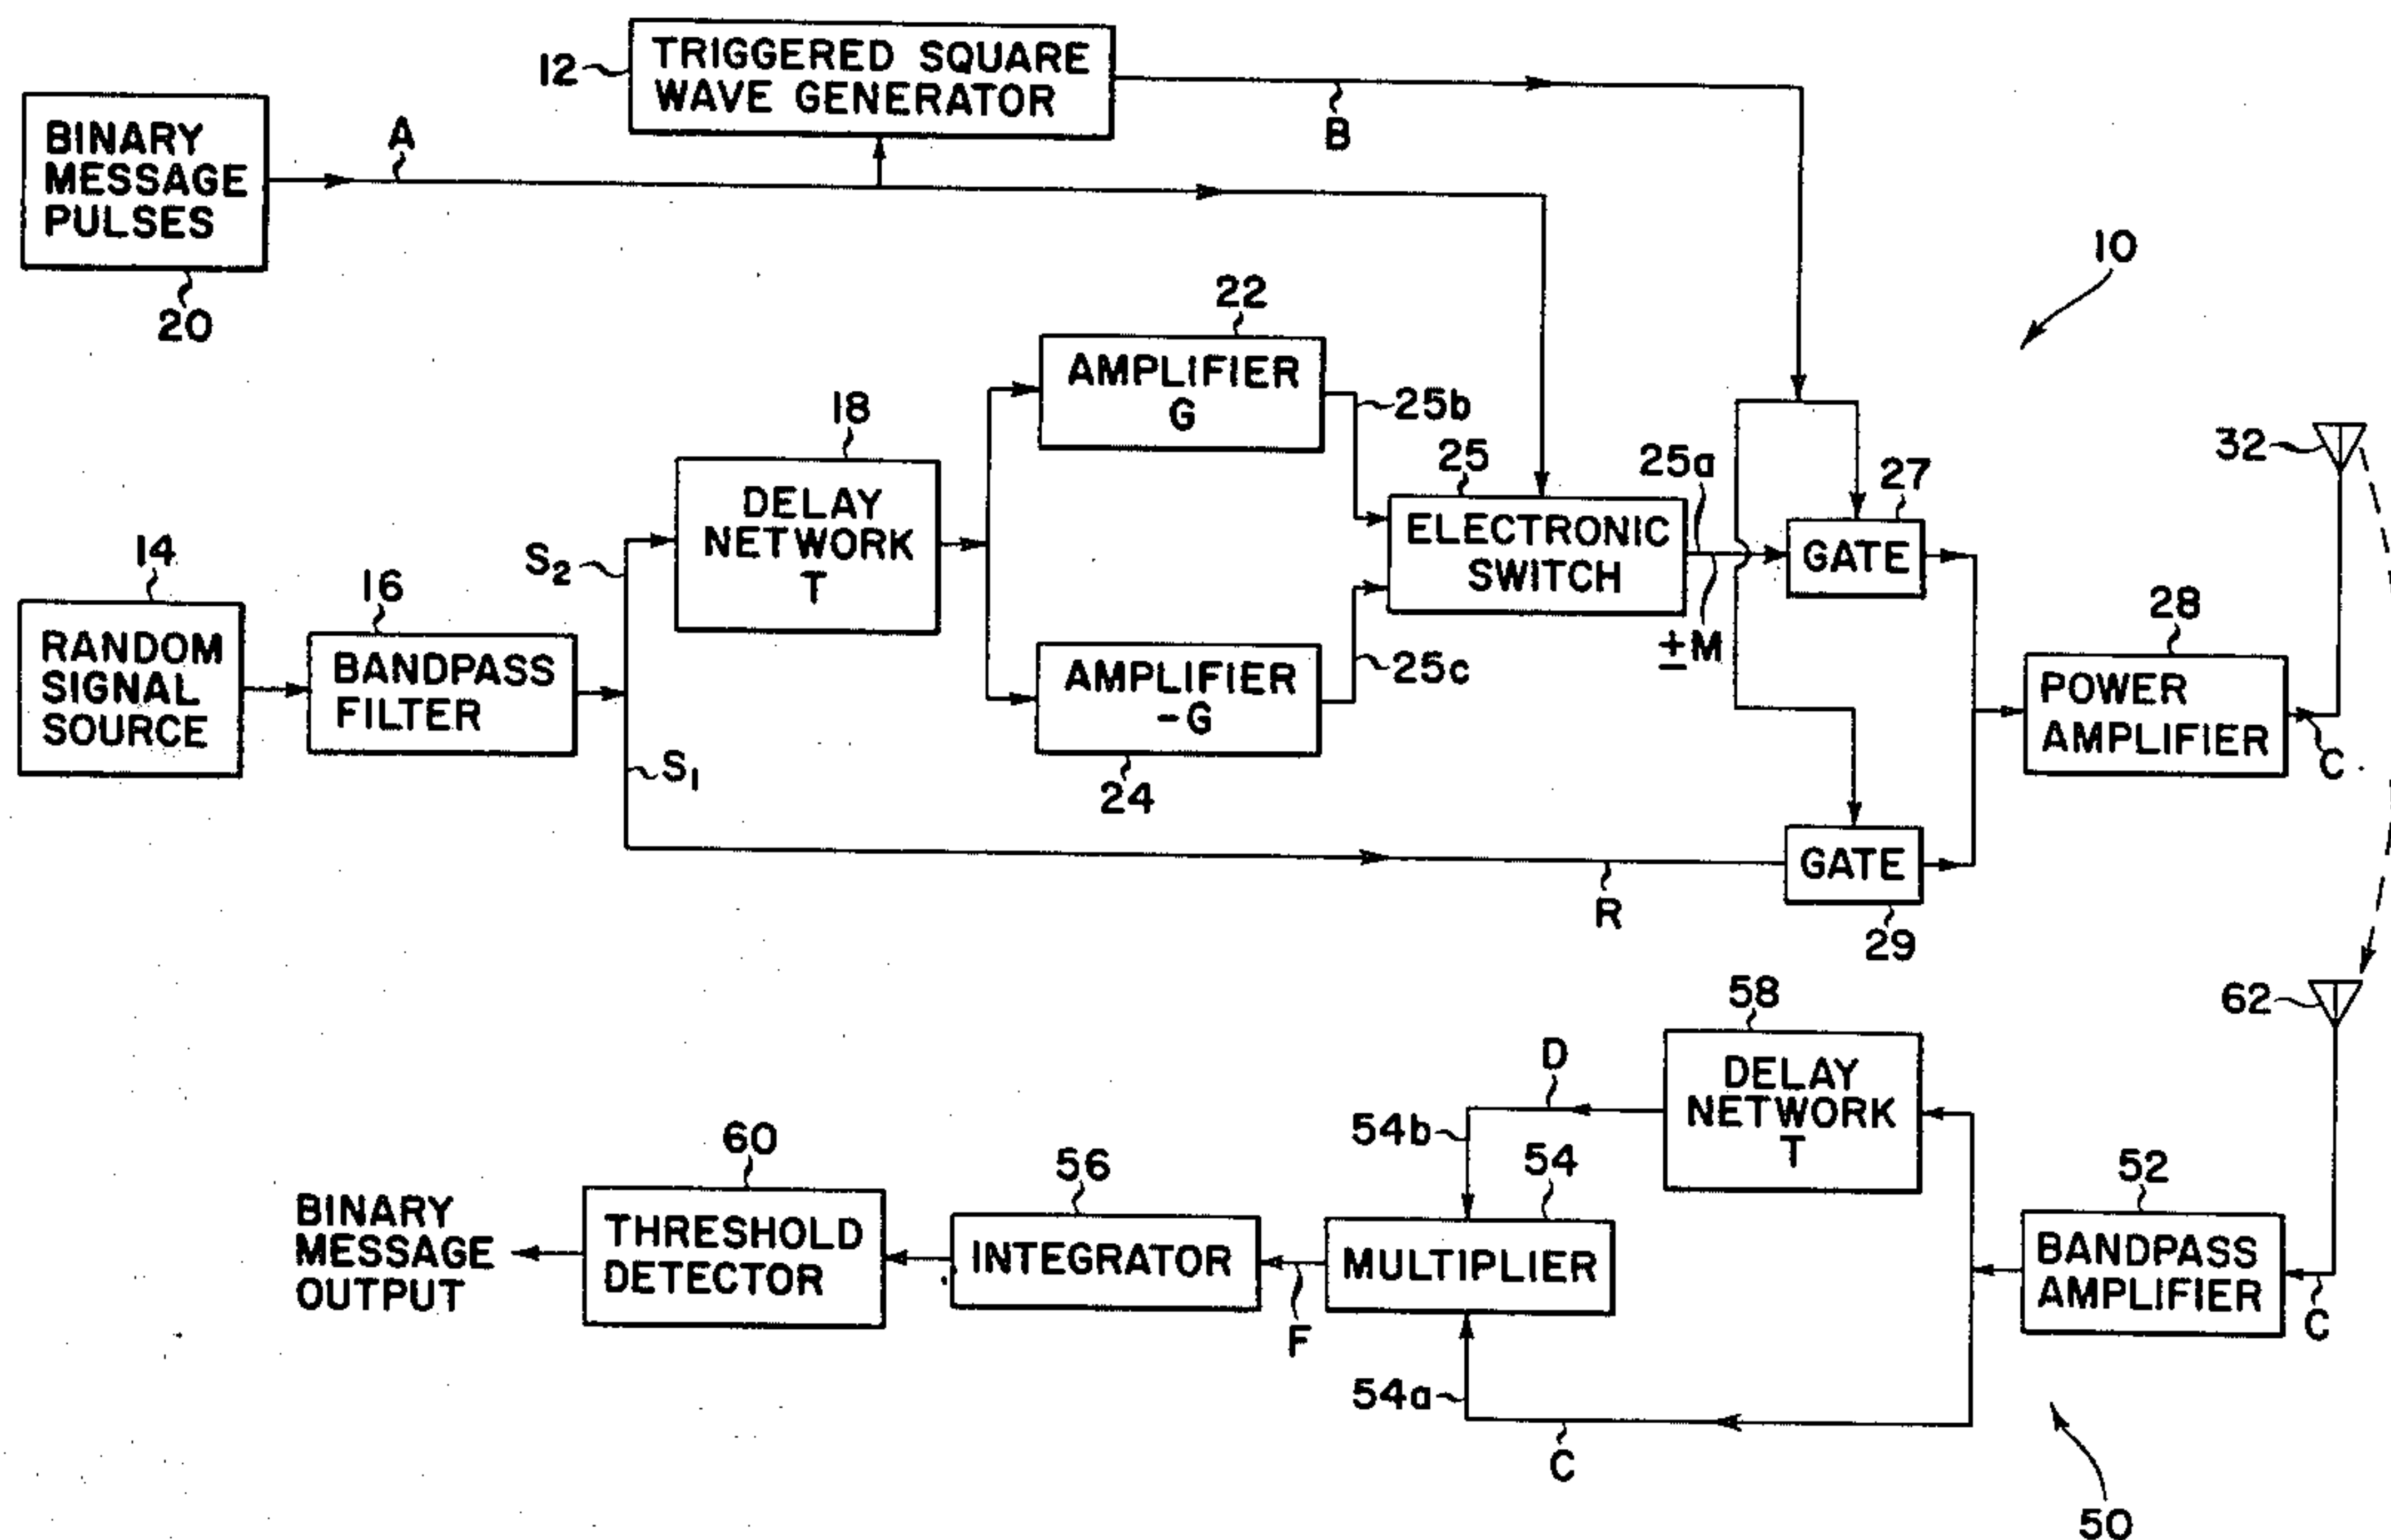 12
TRIGGERED SQUARE
WAVE GENERATOR
B
BINARY
MESSAGE
PULSES
A
20
10
22
AMPLIFIER
G
25b
18
DELAY
NETWORK
T
25
ELECTRONIC
SWITCH
25a
±M
27
GATE
32
14
RANDOM
SIGNAL
SOURCE
16
BANDPASS
FILTER
S2
S1
AMPLIFIER
-G
25c
24
28
POWER
AMPLIFIER
C
GATE
29
R
62
58
DELAY
NETWORK
T
D
54b
54
MULTIPLIER
52
BANDPASS
AMPLIFIER
C
60
THRESHOLD
DETECTOR
56
INTEGRATOR
F
BINARY
MESSAGE
OUTPUT
54a
C
50